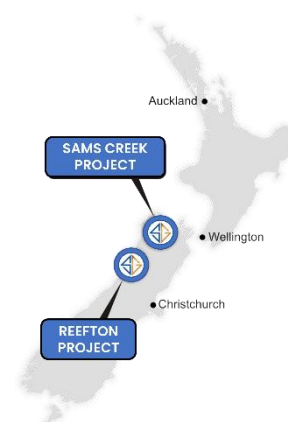 Auckland
SAMS CREEK
PROJECT
Wellington
Christchurch
REEFTON
PROJECT